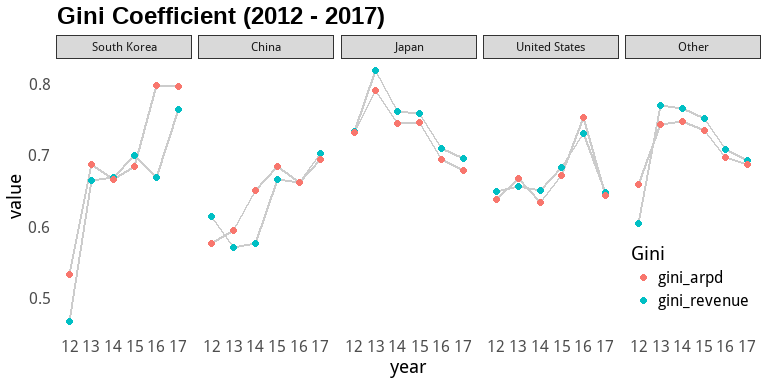 Gini Coefficient (2012 - 2017)
South Korea China Japan United States Other
value
0.8
0.7
0.6
0.5
Gini
gini_arpd
gini_revenue
12 13 14 15 16 17 12 13 14 15 16 17 12 13 14 15 16 17 12 13 14 15 16 17 12 13 14 15 16 17
year